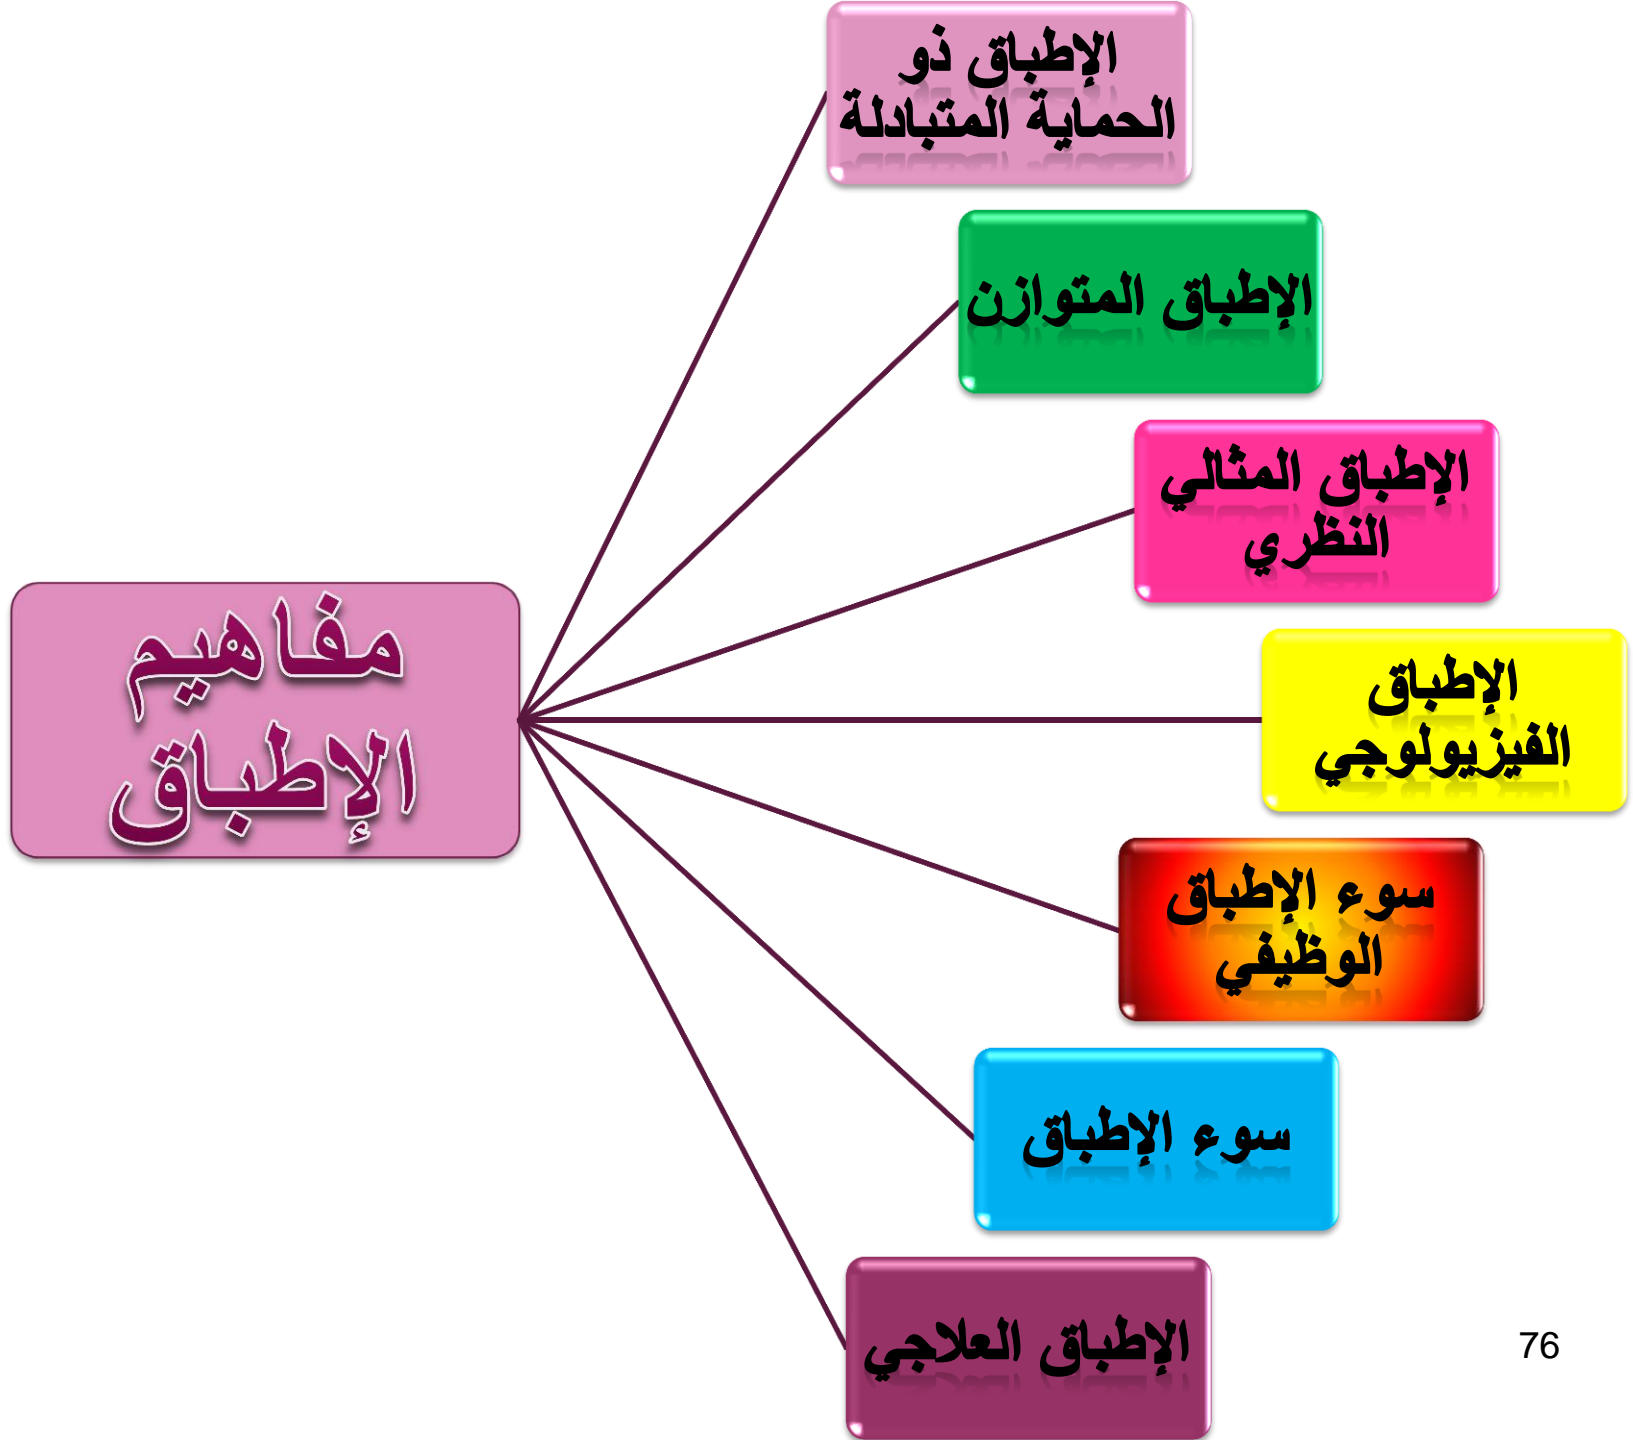 الإطباق ذو
الحماية المتبادلة
الإطباق المتوازن
الإطباق المثالي
النظري
مفاهيم
الإطباق
الإطباق
الفيزيولوجي
سوء الإطباق
الوظيفي
سوء الإطباق
الإطباق العلاجي
76